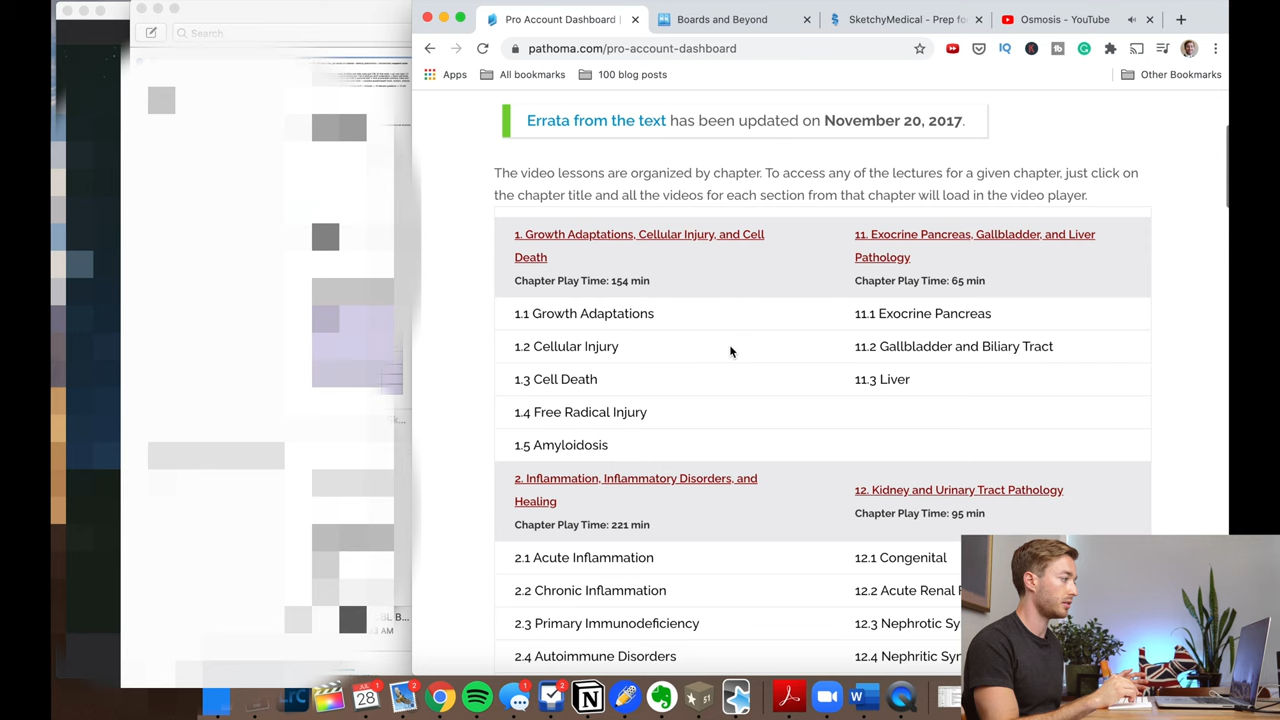 Search
Pro Account Dashboard
Boards and Beyond
SketchyMedical - Prep fo
Osmosis - YouTube
pathoma.com/pro-account-dashboard
Apps
All bookmarks
Other Bookmarks
Errata from the text has been updated on November 20, 2017.
The video lessons are organized by chapter. To access any of the lectures for a given chapter, just click on
the chapter title and all the videos for each section from that chapter will load in the video player.
1. Growth Adaptations, Cellular Injury, and Cell
Death
Chapter Play Time: 154 min
11. Exocrine Pancreas, Gallbladder, and Liver
Pathology
Chapter Play Time: 65 min
1.1 Growth Adaptations
11.1 Exocrine Pancreas
1.2 Cellular Injury
11.2 Gallbladder and Biliary Tract
1.3 Cell Death
11.3 Liver
1.4 Free Radical Injury
1.5 Amyloidosis
2. Inflammation, Inflammatory Disorders, and
Healing
Chapter Play Time: 221 min
12. Kidney and Urinary Tract Pathology
Chapter Play Time: 95 min
2.1 Acute Inflammation
12.1 Congenital
2.2 Chronic Inflammation
12.2 Acute Renal
2.3 Primary Immunodeficiency
12.3 Nephrotic Sy
2.4 Autoimmune Disorders
12.4 Nephritic Syn
JUL
28